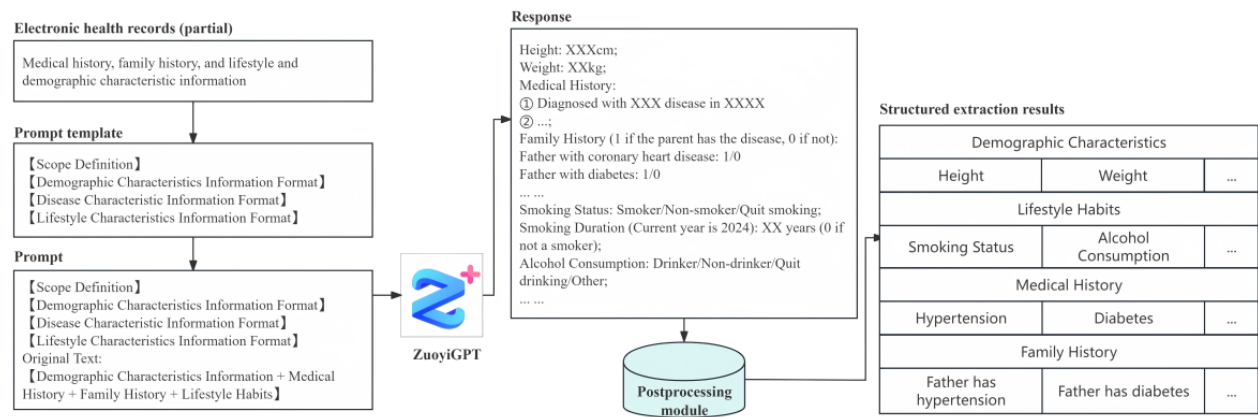 Electronic health records (partial)
Medical history, family history, and lifestyle and
demographic characteristic information
Prompt template
【Scope Definition】
【Demographic Characteristics Information Format】
【Disease Characteristic Information Format】
【Lifestyle Characteristics Information Format】
Prompt
【Scope Definition】
【Demographic Characteristics Information Format】
【Disease Characteristic Information Format】
【Lifestyle Characteristics Information Format】
Original Text:
【Demographic Characteristics Information + Medical
History + Family History + Lifestyle Habits】
ZuoyiGPT
Response
Height: XXXcm;
Weight: XXkg;
Medical History:
① Diagnosed with XXX disease in XXXX
② ...;
Family History (1 if the parent has the disease, 0 if not):
Father with coronary heart disease: 1/0
Father with diabetes: 1/0
... ...
Smoking Status: Smoker/Non-smoker/Quit smoking;
Smoking Duration (Current year is 2024): XX years (0 if
not a smoker);
Alcohol Consumption: Drinker/Non-drinker/Quit
drinking/Other;
... ...
Postprocessing
module
Structured extraction results
Demographic Characteristics
Height Weight ...
Lifestyle Habits
Smoking Status Alcohol Consumption ...
Medical History
Hypertension Diabetes ...
Family History
Father has hypertension Father has diabetes ...